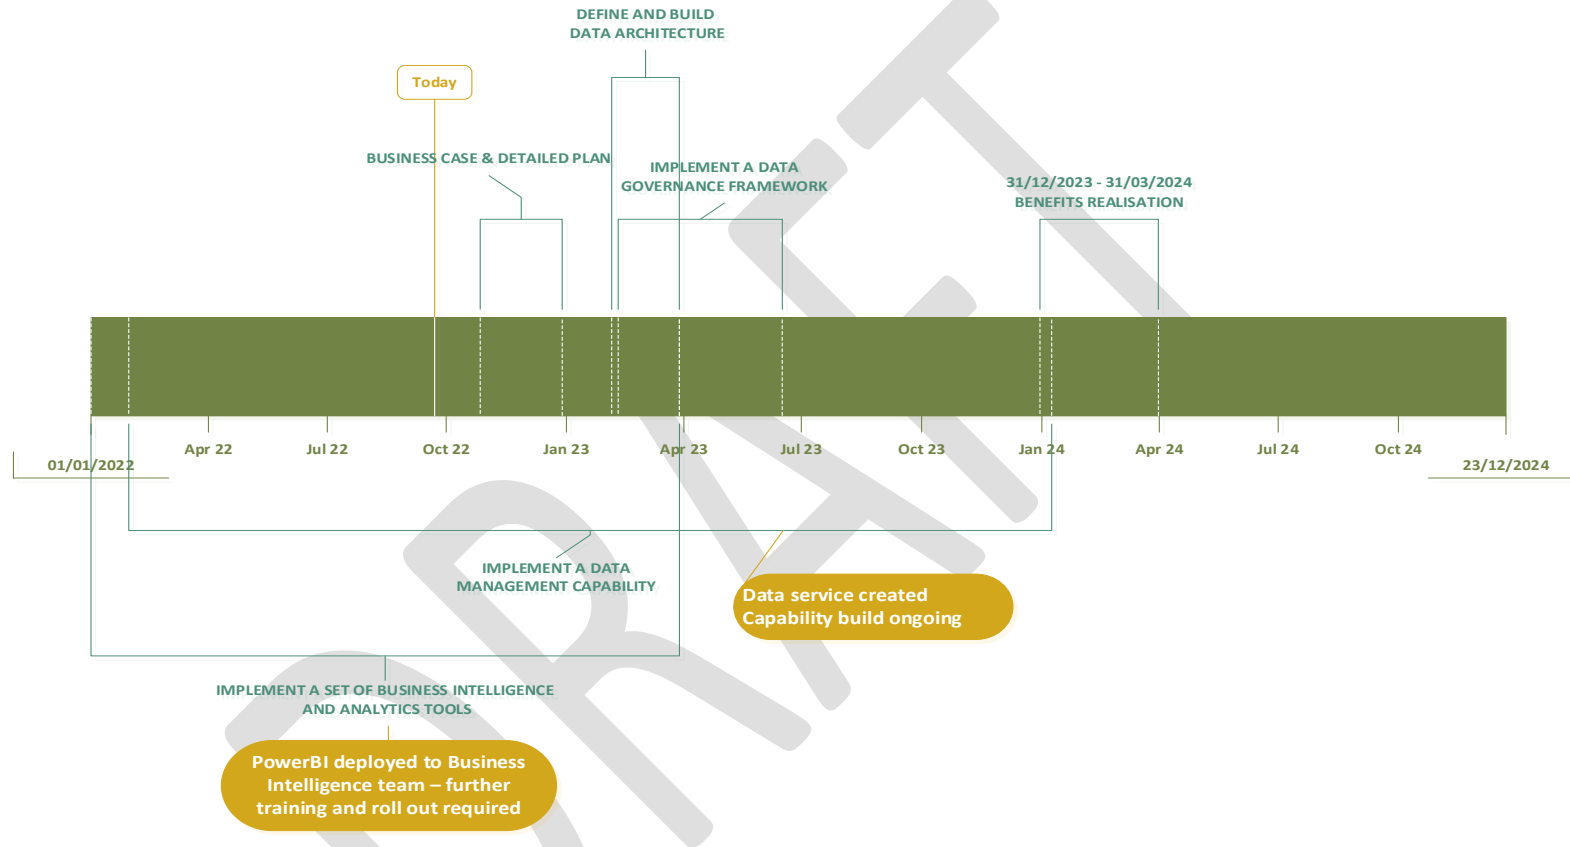 DEFINE AND BUILD
DATA ARCHITECTURE
Today
BUSINESS CASE & DETAILED PLAN
IMPLEMENT A DATA
GOVERNANCE FRAMEWORK
31/12/2023 - 31/03/2024
BENEFITS REALISATION
Apr 22
Jul 22
Oct 22
Jan 23
Apr 23
Jul 23
Oct 23
Jan 24
Apr 24
Jul 24
Oct 24
01/01/2022
23/12/2024
IMPLEMENT A DATA
MANAGEMENT CAPABILITY
Data service created
Capability build ongoing
IMPLEMENT A SET OF BUSINESS INTELLIGENCE
AND ANALYTICS TOOLS
PowerBI deployed to Business
Intelligence team – further
training and roll out required
DRAFT